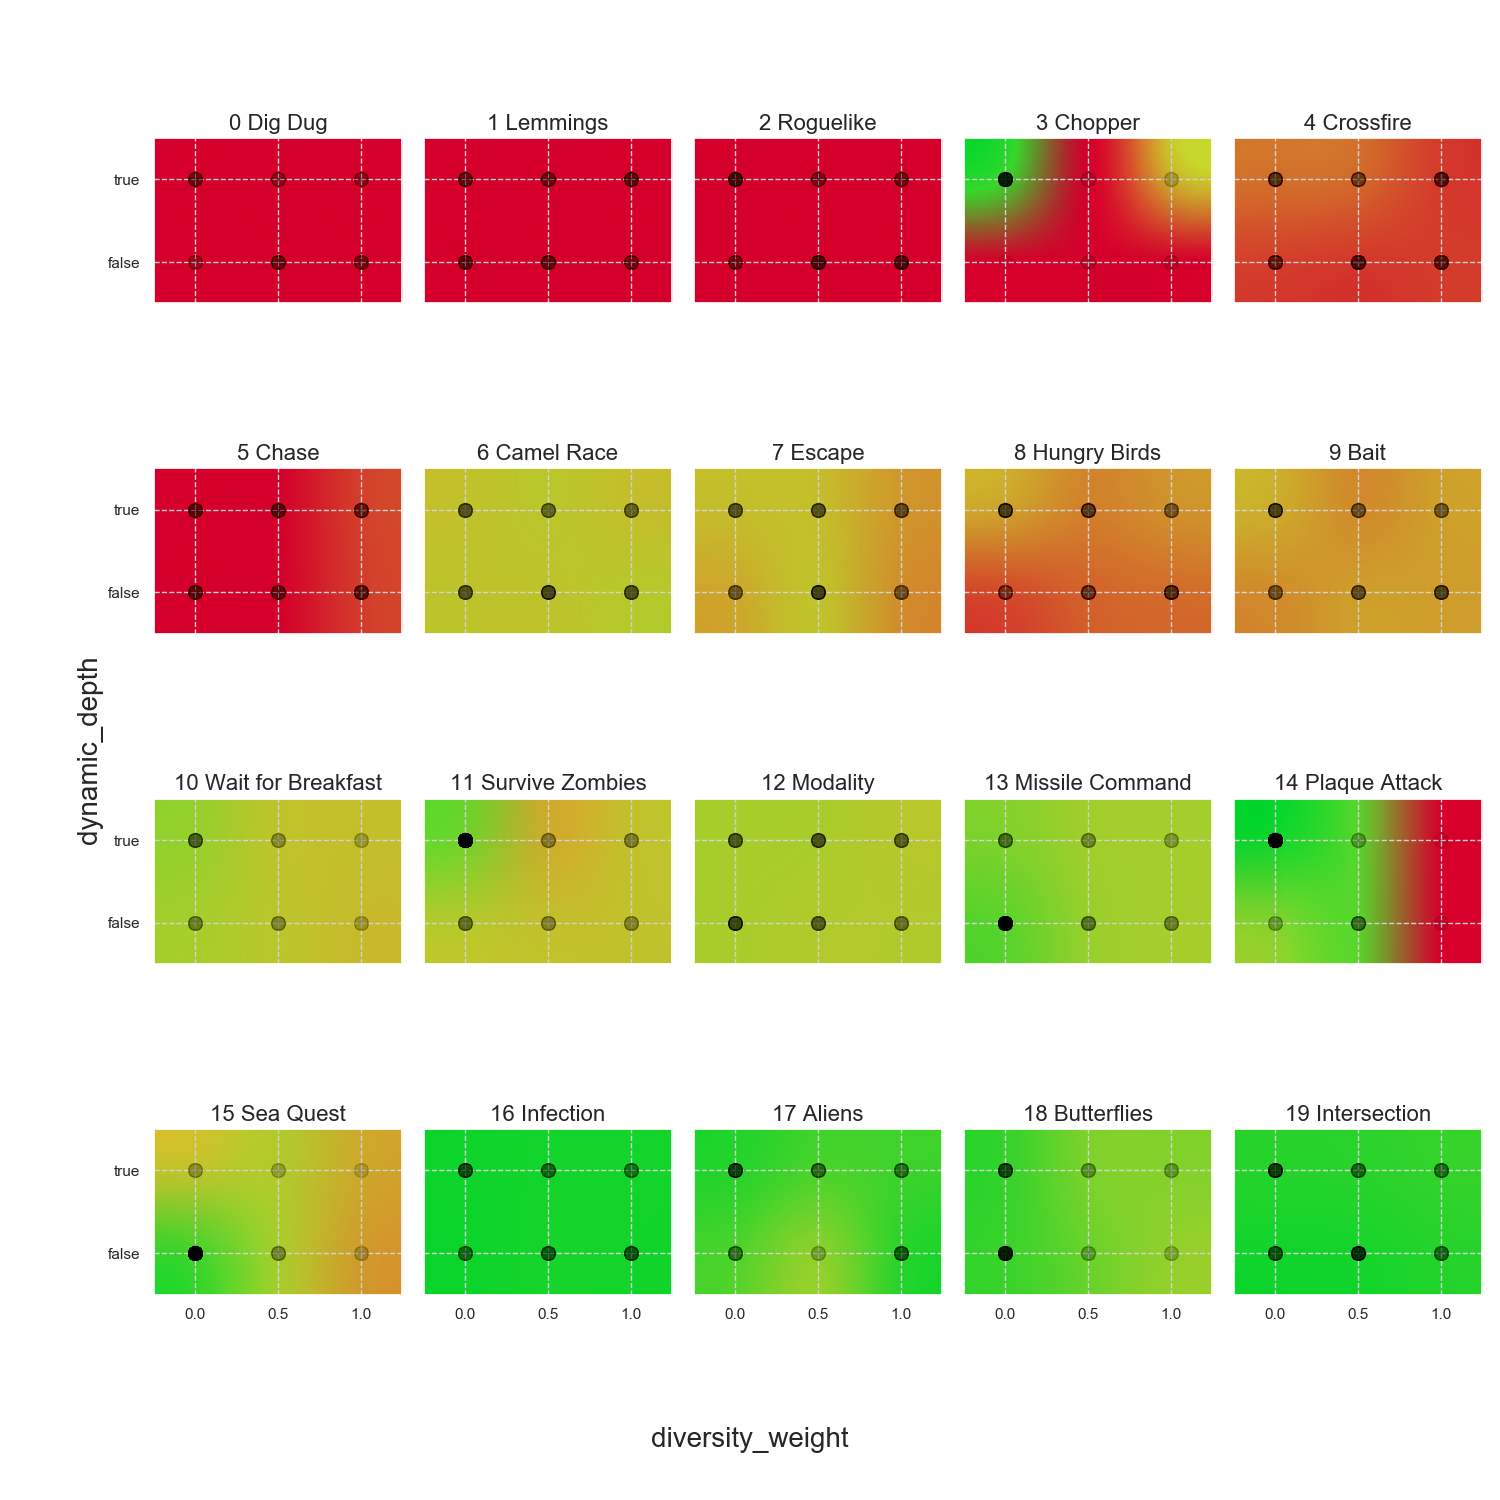 0 Dig Dug
1 Lemmings
2 Roguelike
3 Chopper
4 Crossfire
true
false
5 Chase
6 Camel Race
7 Escape
8 Hungry Birds
9 Bait
true
false
dynamic_depth
10 Wait for Breakfast
11 Survive Zombies
12 Modality
13 Missile Command
14 Plaque Attack
true
false
15 Sea Quest
16 Infection
17 Aliens
18 Butterflies
19 Intersection
true
false
0.0 0.5 1.0
0.0 0.5 1.0
0.0 0.5 1.0
0.0 0.5 1.0
0.0 0.5 1.0
diversity_weight